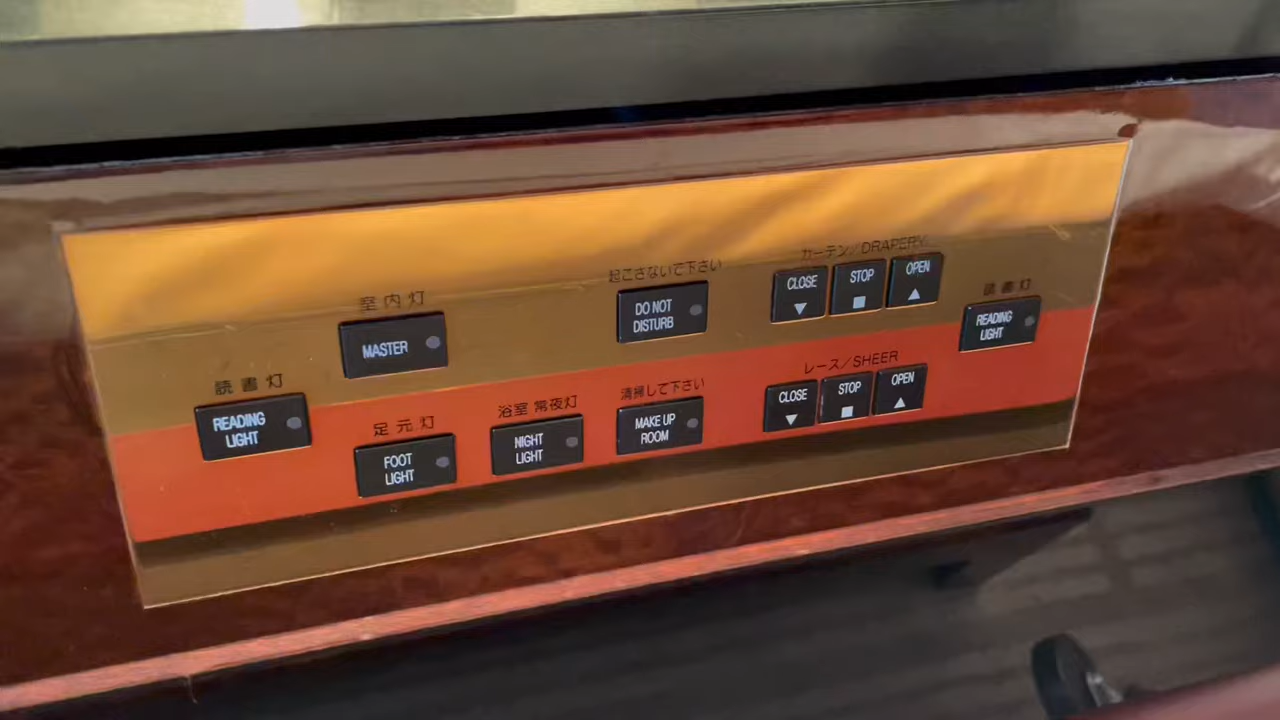 読書灯
READING
LIGHT
室内灯
MASTER
足元灯
FOOT
LIGHT
浴室 常夜灯
NIGHT
LIGHT
起こさないで下さい
DO NOT
DISTURB
清掃して下さい
MAKE UP
ROOM
カーテン/DRAPERY
CLOSE
▼
STOP
■
OPEN
▲
レース/SHEER
CLOSE
▼
STOP
■
OPEN
▲
読書灯
READING
LIGHT